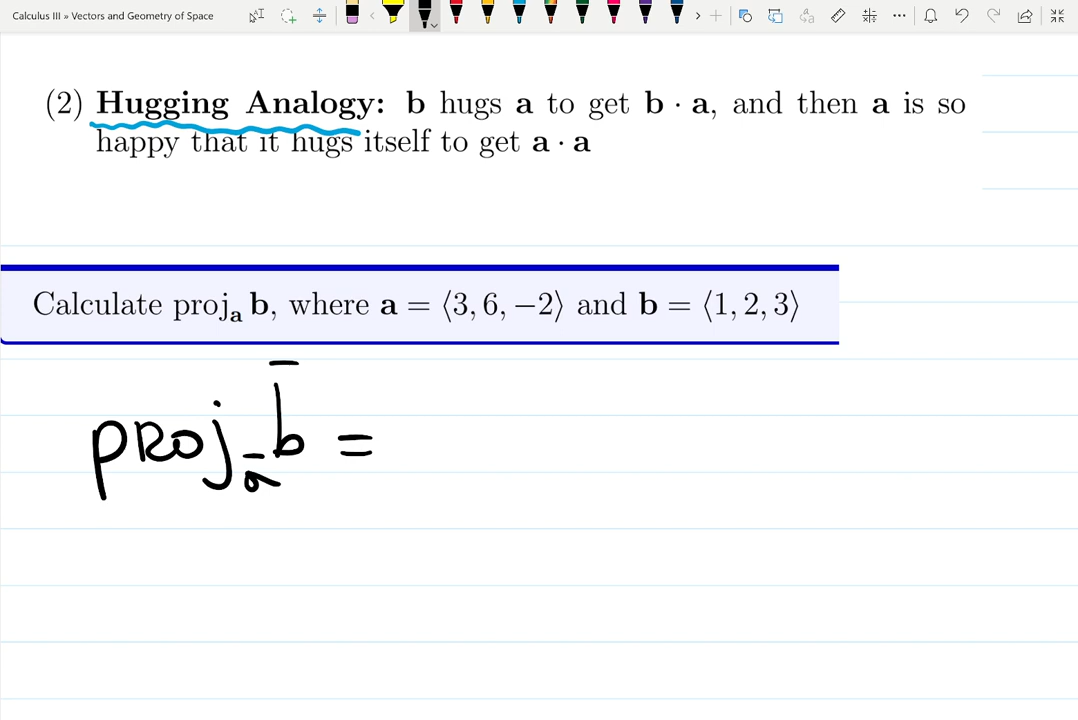 Calculus III » Vectors and Geometry of Space
(2) Hugging Analogy: b hugs a to get b · a, and then a is so
happy that it hugs itself to get a · a
Calculate projₐ b, where a = ⟨3, 6, −2⟩ and b = ⟨1, 2, 3⟩
proj_a̅ b̅ =